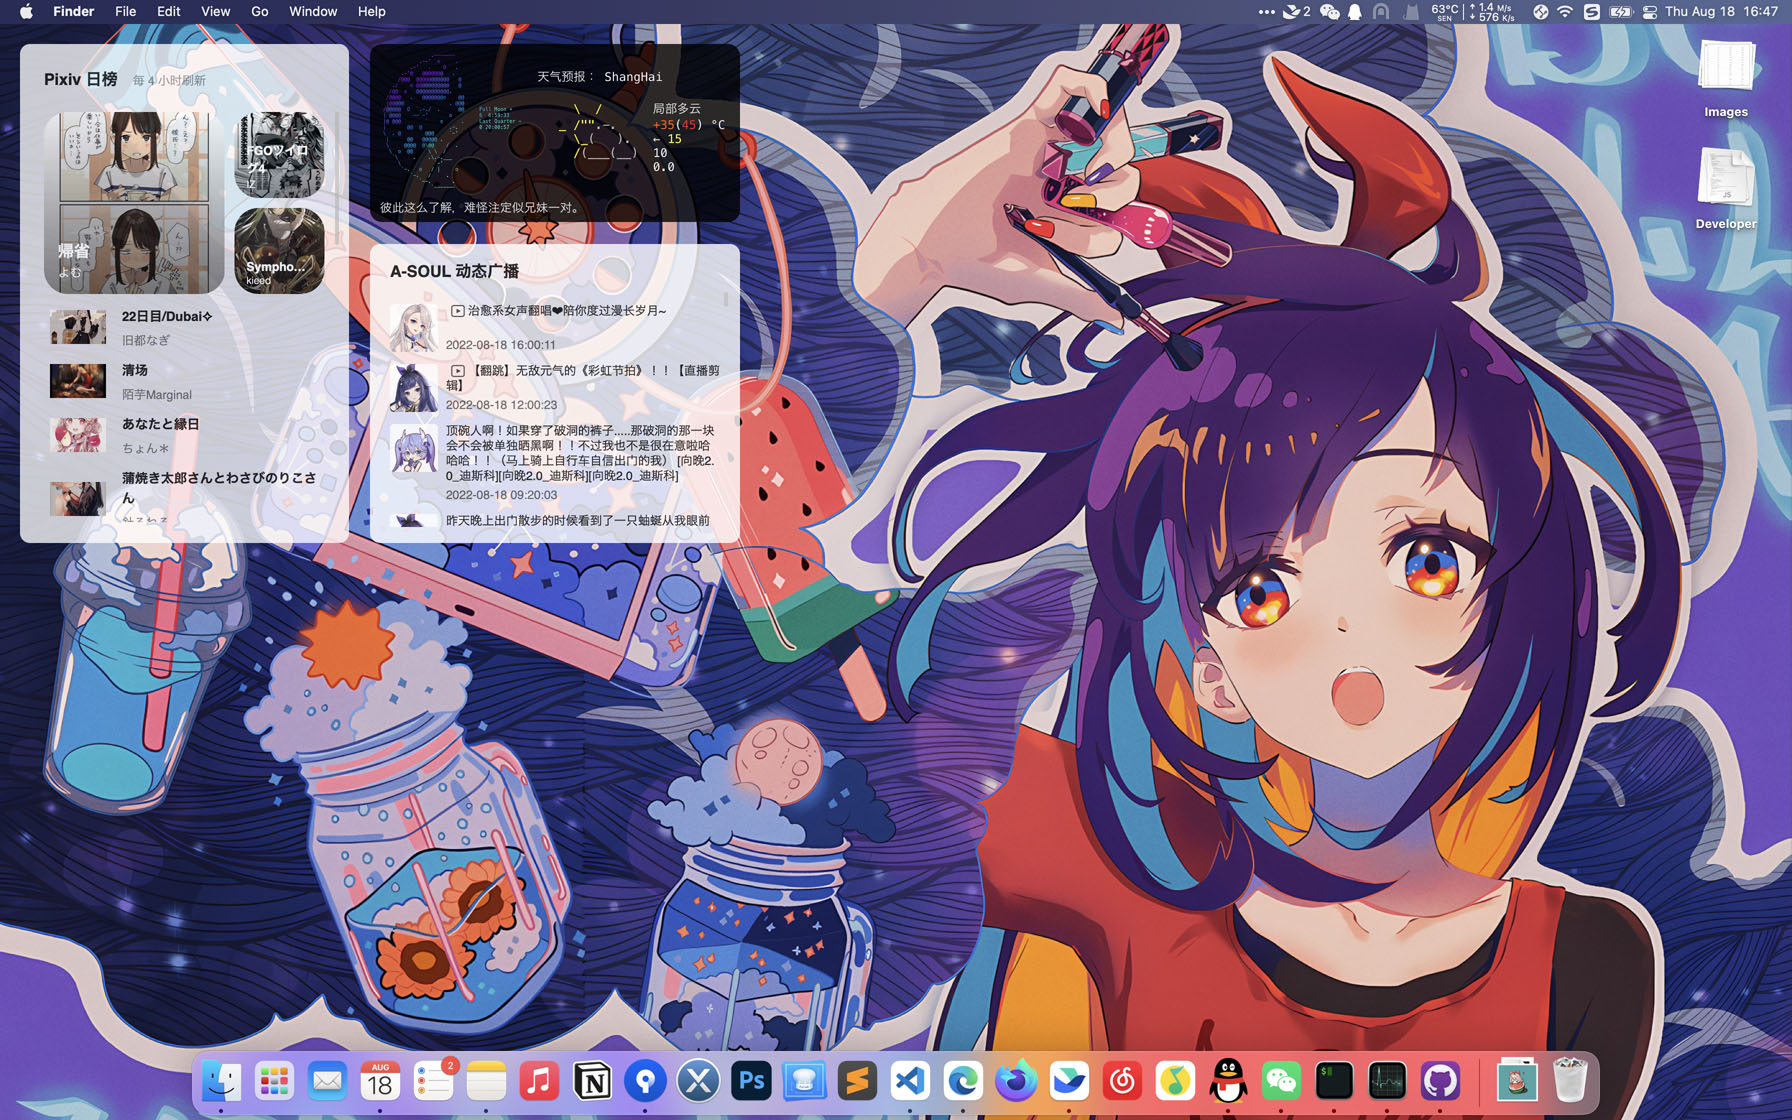 Finder File Edit View Go Window Help
2 63°C SEN ↑ 1.4 M/s ↓ 576 K/s Thu Aug 18 16:47
Pixiv 日榜 每 4 小时刷新
帰省
よむ
FGOツイログ4
Sympho...
kieed
22日目/Dubai✧
旧都なぎ
清场
陌芋Marginal
あなたと縁日
ちょん＊
蒲焼き太郎さんとわさびのりこさ
ん
天气预报： ShangHai
Full Moon +
Last Quarter -
局部多云
+35(45) °C
← 15
10
0.0
彼此这么了解，难怪注定似兄妹一对。
A-SOUL 动态广播
治愈系女声翻唱❤陪你度过漫长岁月~
2022-08-18 16:00:11
【翻跳】无敌元气的《彩虹节拍》！！【直播剪
辑】
2022-08-18 12:00:23
顶碗人啊！如果穿了破洞的裤子.....那破洞的那一块
会不会被单独晒黑啊！！不过我也不是很在意啦哈
哈哈！！（马上骑上自行车自信出门的我） [向晚2.
0_迪斯科][向晚2.0_迪斯科][向晚2.0_迪斯科]
2022-08-18 09:20:03
昨天晚上出门散步的时候看到了一只蚰蜒从我眼前
Images
JS
Developer
AUG
18
2
N
Ps
$